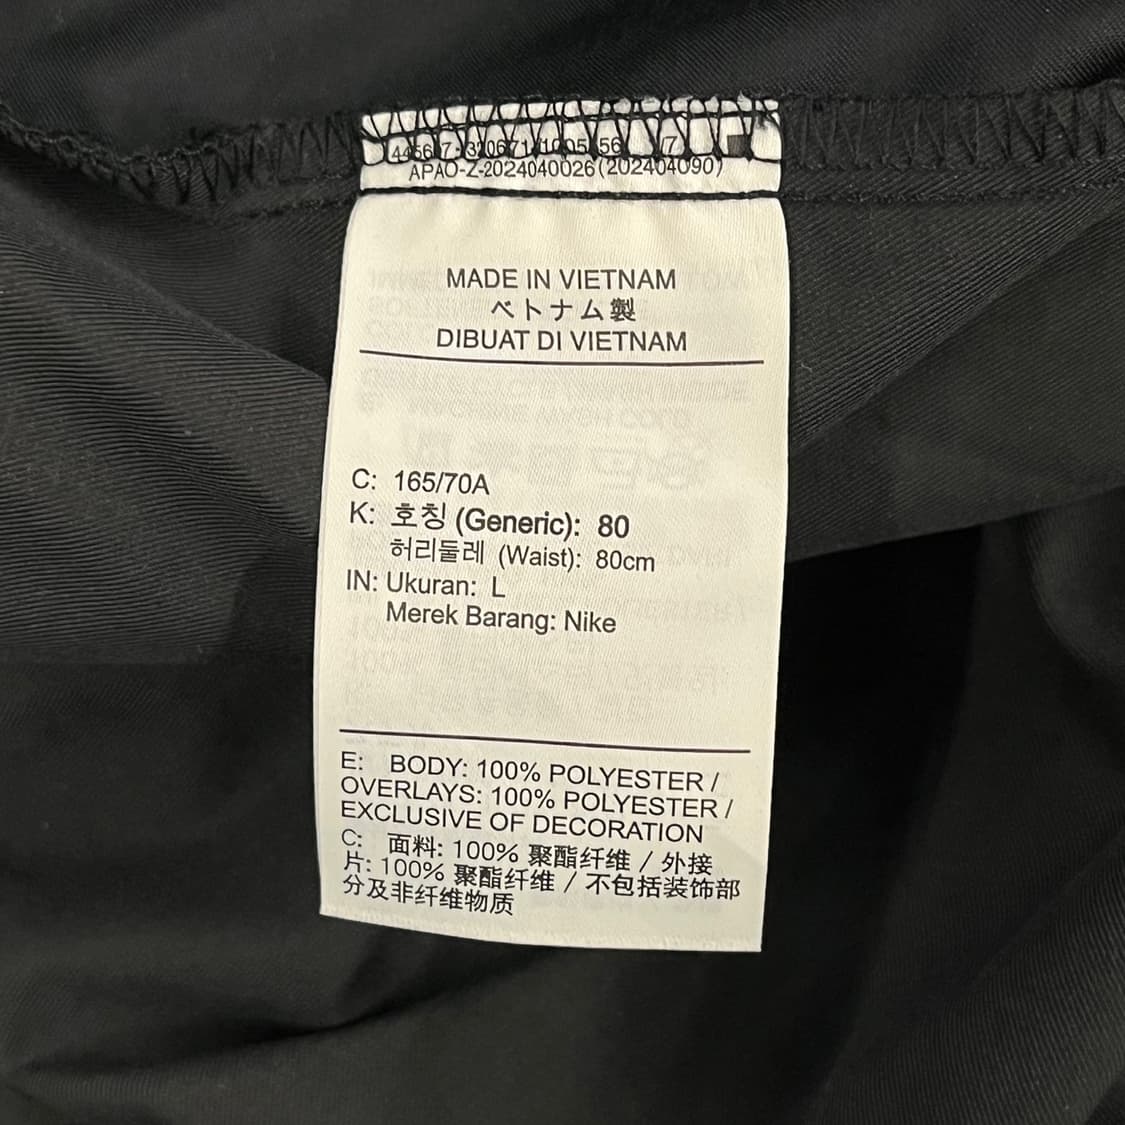 APAO-Z-2024040026(202404090)
MADE IN VIETNAM
ベトナム製
DIBUAT DI VIETNAM
C: 165/70A
K: 호칭 (Generic): 80
허리둘레 (Waist): 80cm
IN: Ukuran: L
Merek Barang: Nike
E: BODY: 100% POLYESTER /
OVERLAYS: 100% POLYESTER /
EXCLUSIVE OF DECORATION
C: 面料: 100% 聚酯纤维 / 外接
片: 100% 聚酯纤维 / 不包括装饰部
分及非纤维物质